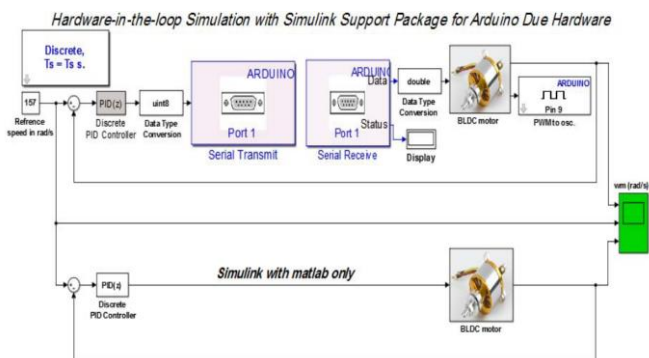 Hardware-in-the-loop Simulation with Simulink Support Package for Arduino Due Hardware
Discrete,
Ts = Ts s.
157
Refrence
speed in rad/s
PID(z)
Discrete
PID Controller
uint8
Data Type
Conversion
ARDUINO
Port 1
Serial Transmit
ARDUINO
Data
Status
Port 1
Serial Receive
double
Data Type
Conversion
Display
BLDC motor
ARDUINO
Pin 9
PWM to osc.
wm (rad/s)
Simulink with matlab only
PID(z)
Discrete
PID Controller
BLDC motor